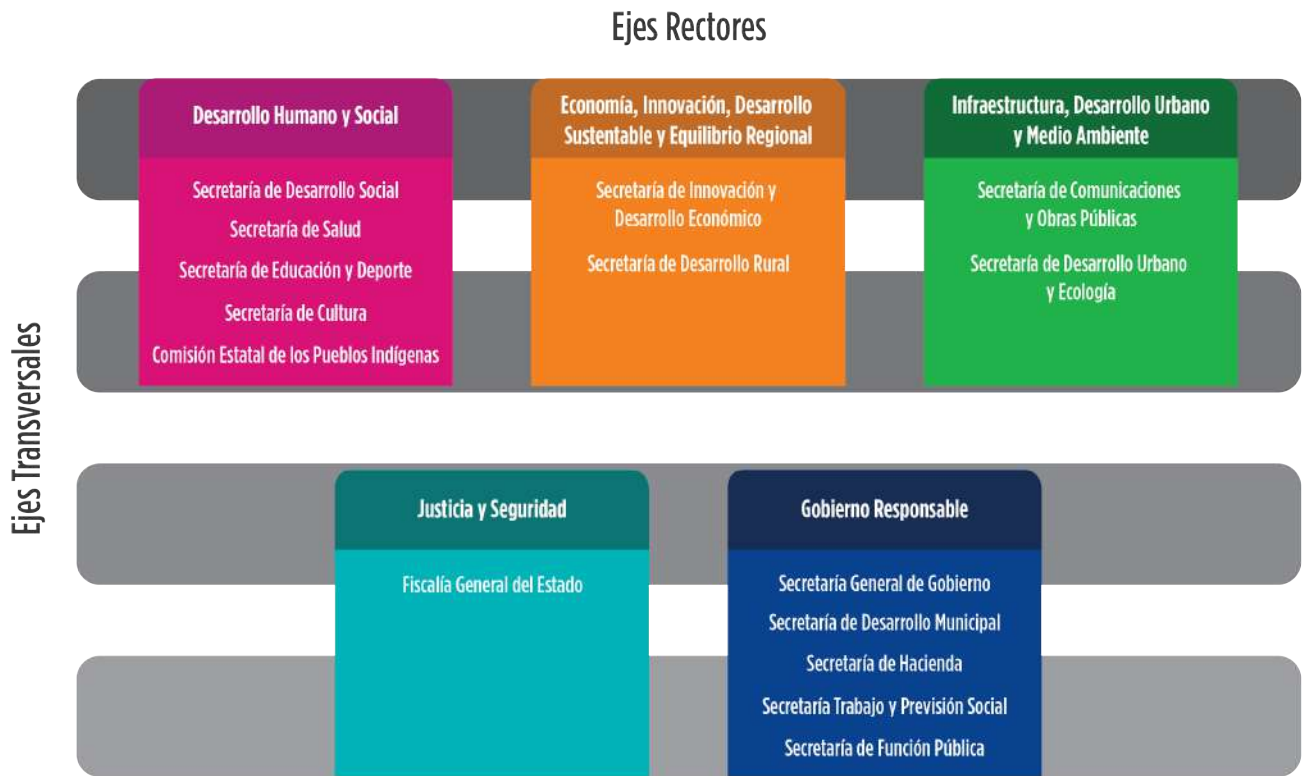 Ejes Rectores
Desarrollo Humano y Social
Secretaría de Desarrollo Social
Secretaría de Salud
Secretaría de Educación y Deporte
Secretaría de Cultura
Comisión Estatal de los Pueblos Indígenas
Economía, Innovación, Desarrollo
Sustentable y Equilibrio Regional
Secretaría de Innovación y
Desarrollo Económico
Secretaría de Desarrollo Rural
Infraestructura, Desarrollo Urbano
y Medio Ambiente
Secretaría de Comunicaciones
y Obras Públicas
Secretaría de Desarrollo Urbano
y Ecología
Ejes Transversales
Justicia y Seguridad
Fiscalía General del Estado
Gobierno Responsable
Secretaría General de Gobierno
Secretaría de Desarrollo Municipal
Secretaría de Hacienda
Secretaría Trabajo y Previsión Social
Secretaría de Función Pública